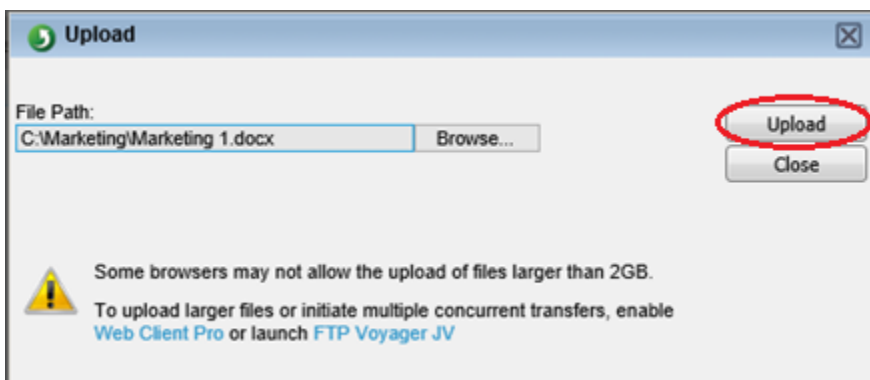 Upload
File Path:
C:\Marketing\Marketing 1.docx
Browse...
Upload
Close
Some browsers may not allow the upload of files larger than 2GB.
To upload larger files or initiate multiple concurrent transfers, enable
Web Client Pro or launch FTP Voyager JV